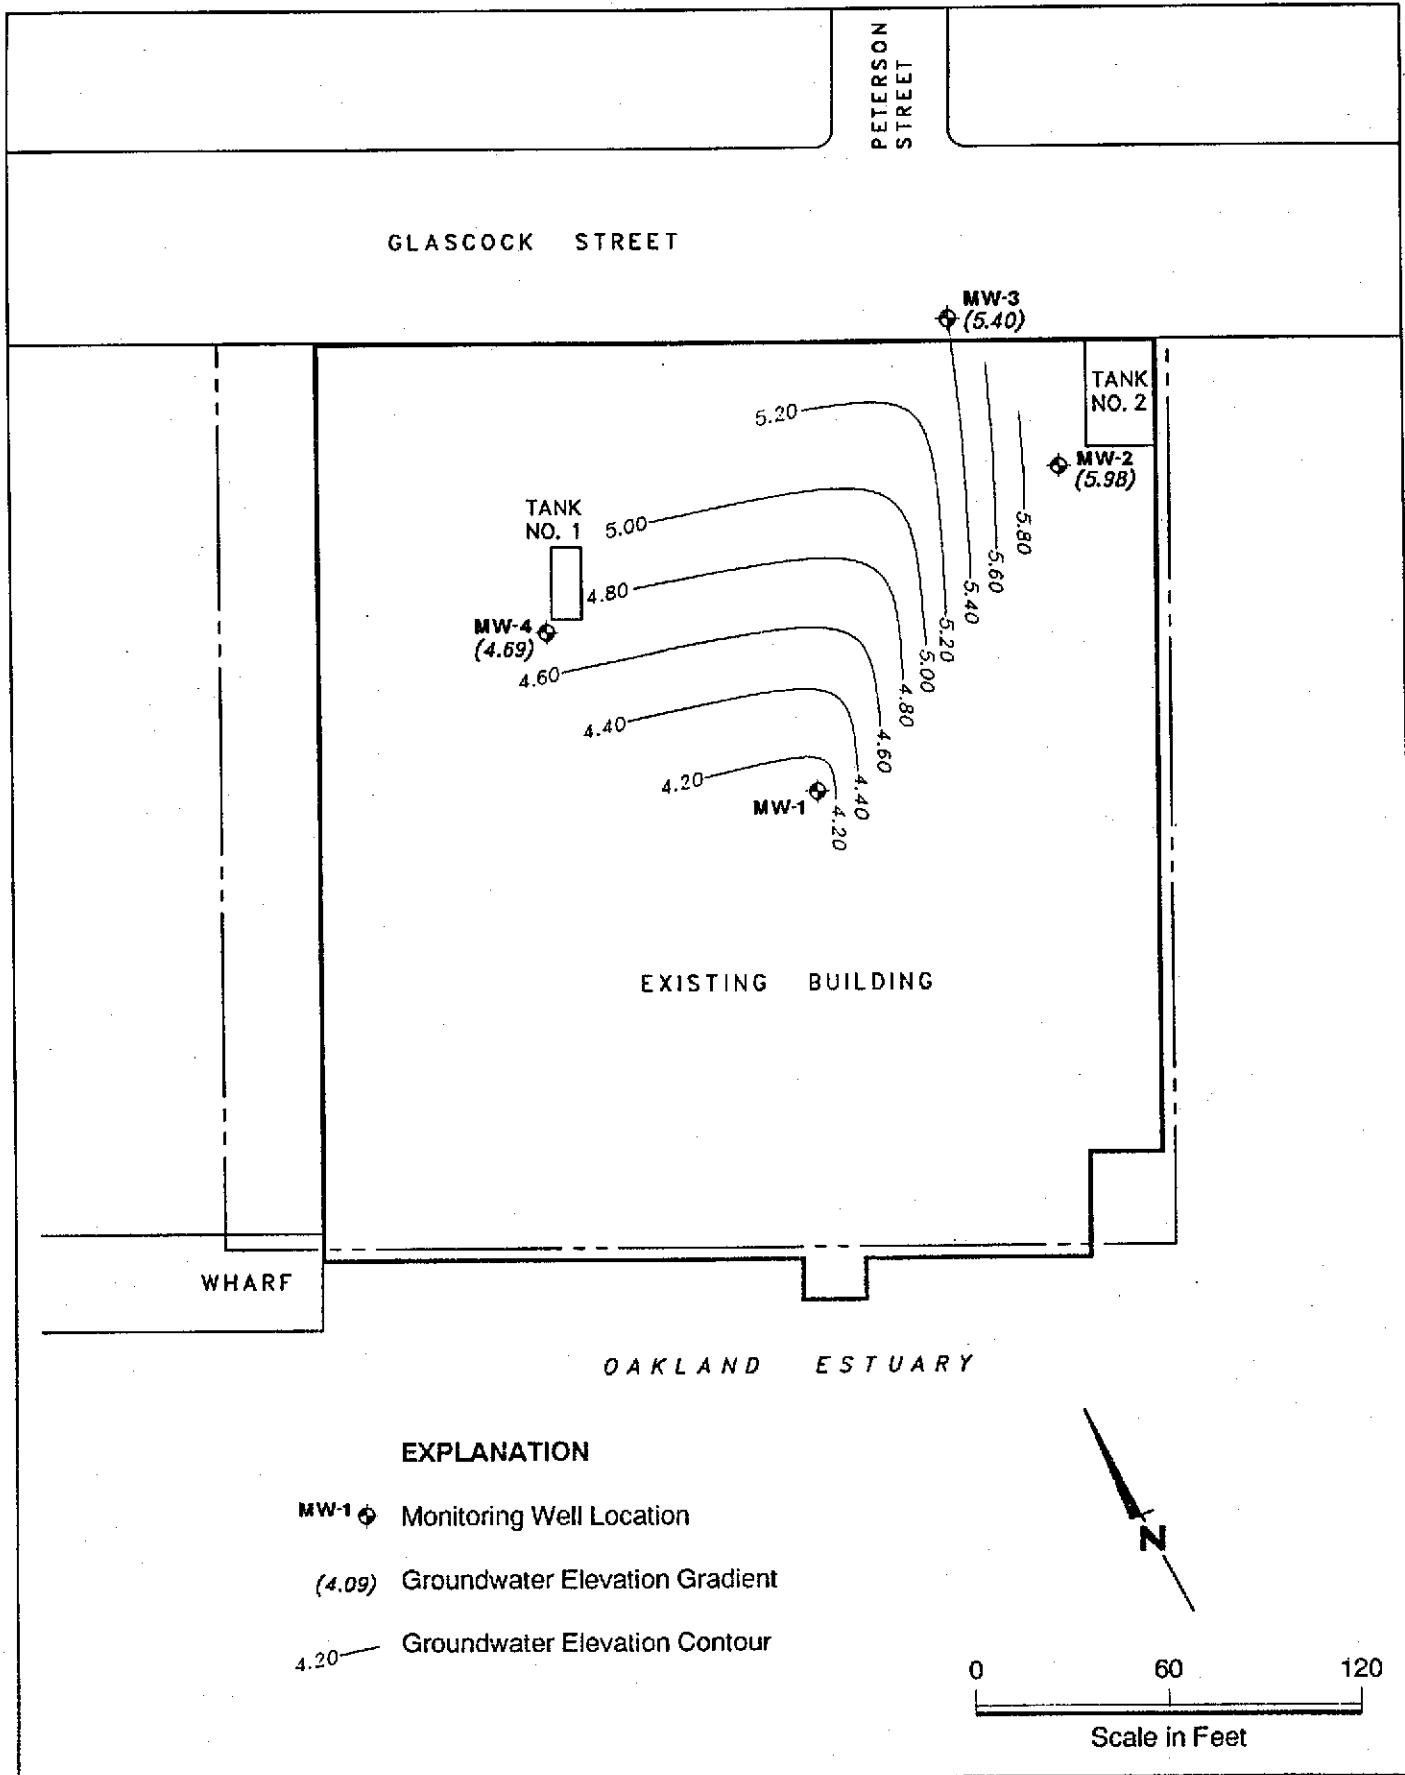 PETERSON
STREET
GLASCOCK STREET
MW-3
(5.40)
TANK
NO. 2
5.20
MW-2
(5.98)
TANK
NO. 1
5.00
5.80
5.60
5.40
4.80
5.20
MW-4
(4.69)
5.00
4.60
4.80
4.40
4.60
4.20
4.40
MW-1
4.20
EXISTING BUILDING
WHARF
OAKLAND ESTUARY
EXPLANATION
MW-1 Monitoring Well Location
(4.09) Groundwater Elevation Gradient
4.20 Groundwater Elevation Contour
N
0 60 120
Scale in Feet